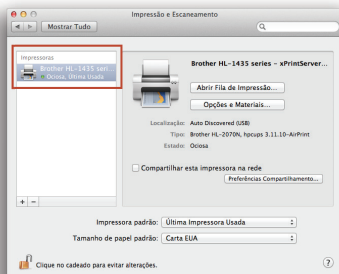 Impressão e Escaneamento
Mostrar Tudo
Impressoras
Brother HL-1435 seri...
Ociosa, Última Usada
Brother HL-1435 series - xPrintServer...
Abrir Fila de Impressão...
Opções e Materiais...
Localização: Auto Discovered (USB)
Tipo: Brother HL-2070N, hpcups 3.11.10-AirPrint
Estado: Ociosa
Compartilhar esta impressora na rede
Preferências Compartilhamento...
+ −
Impressora padrão: Última Impressora Usada
Tamanho de papel padrão: Carta EUA
Clique no cadeado para evitar alterações.
?